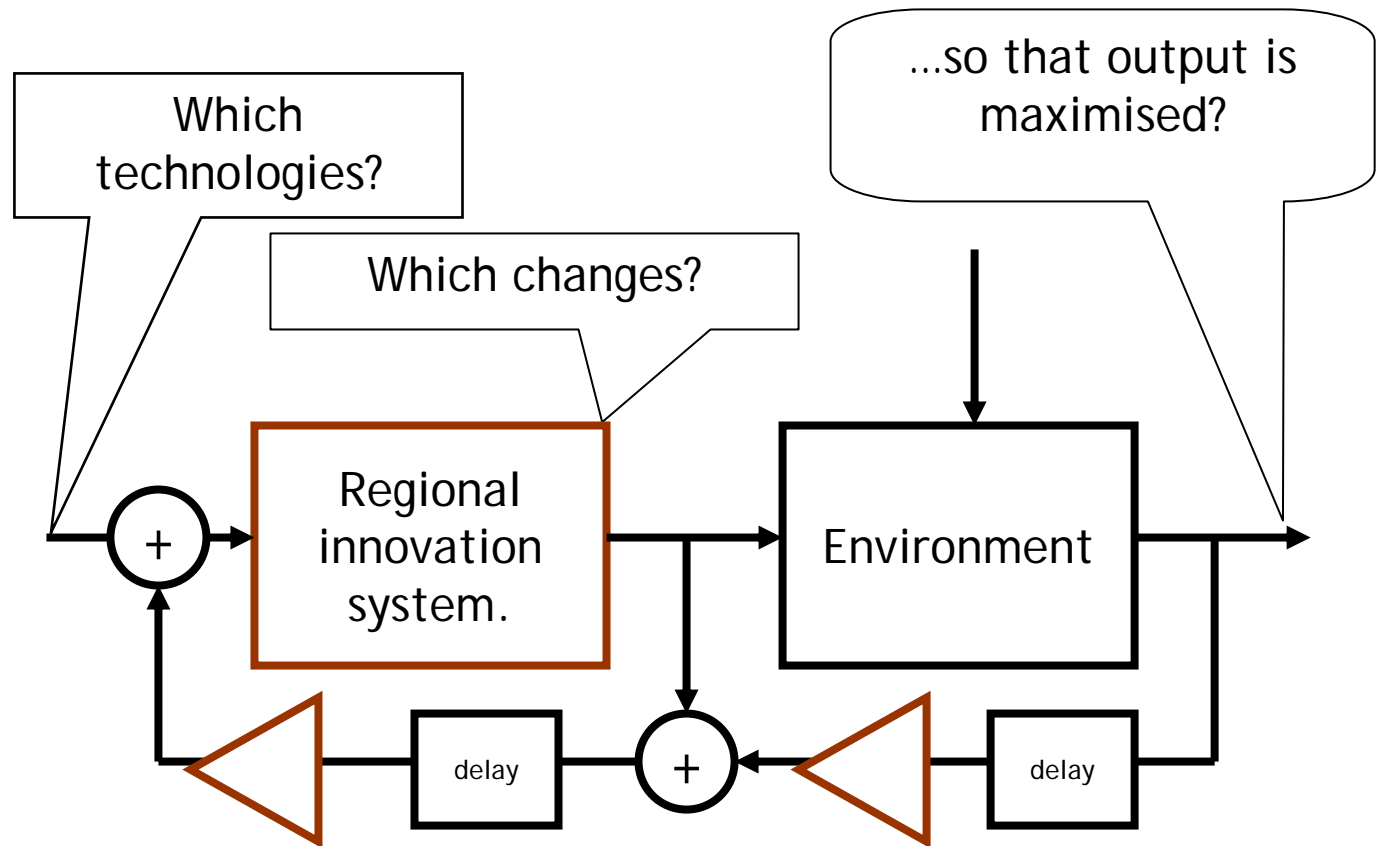 ...so that output is
maximised?
Which
technologies?
Which changes?
Regional
innovation
system.
+
Environment
delay
+
delay